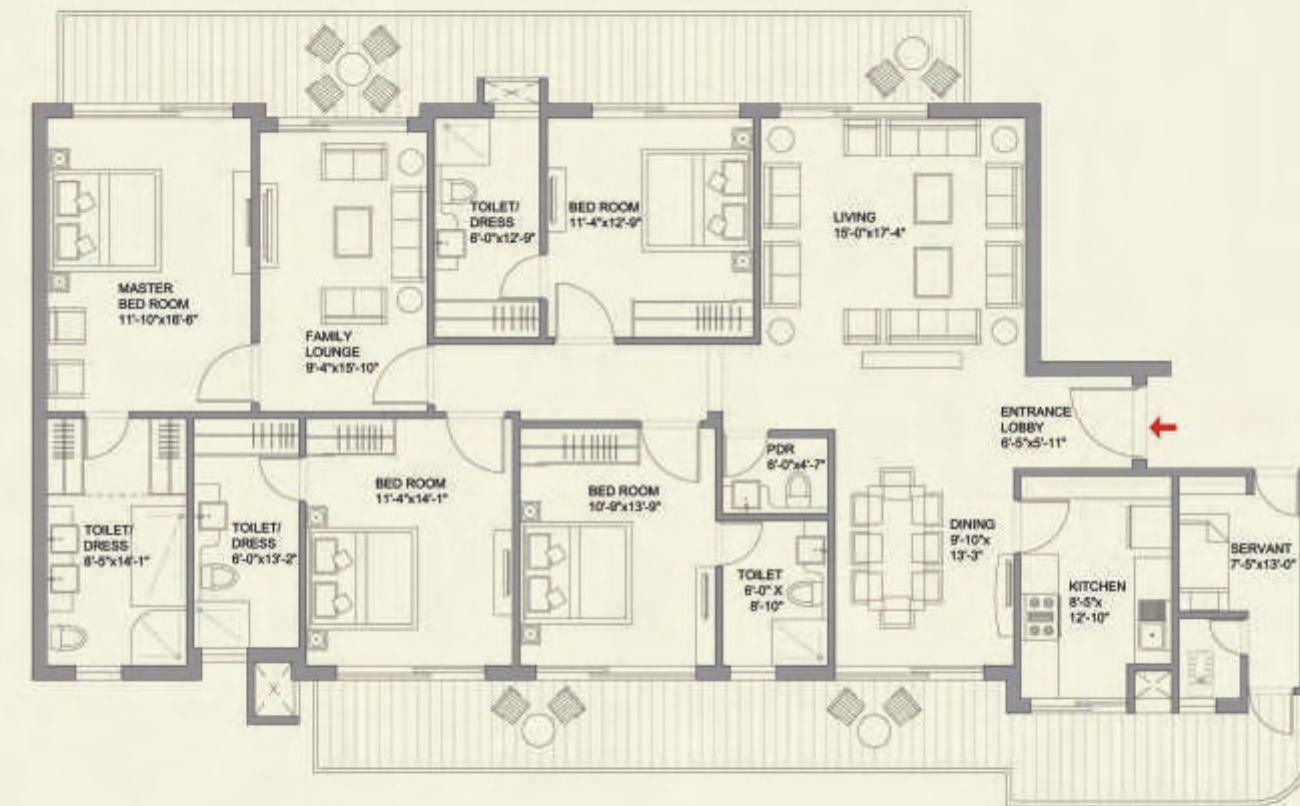 TOILET/
DRESS
6'-0"x12'-9"
BED ROOM
11'-4"x12'-9"
LIVING
15'-0"x17'-4"
MASTER
BED ROOM
11'-10"x16'-6"
FAMILY
LOUNGE
9'-4"x15'-10"
ENTRANCE
LOBBY
6'-5"x5'-11"
PDR
6'-0"x4'-7"
BED ROOM
11'-4"x14'-1"
BED ROOM
10'-9"x13'-9"
TOILET/
DRESS
8'-5"x14'-1"
TOILET/
DRESS
6'-0"x13'-2"
DINING
9'-10"x
13'-3"
TOILET
6'-0" X
8'-10"
KITCHEN
8'-5"x
12'-10"
SERVANT
7'-5"x13'-0"